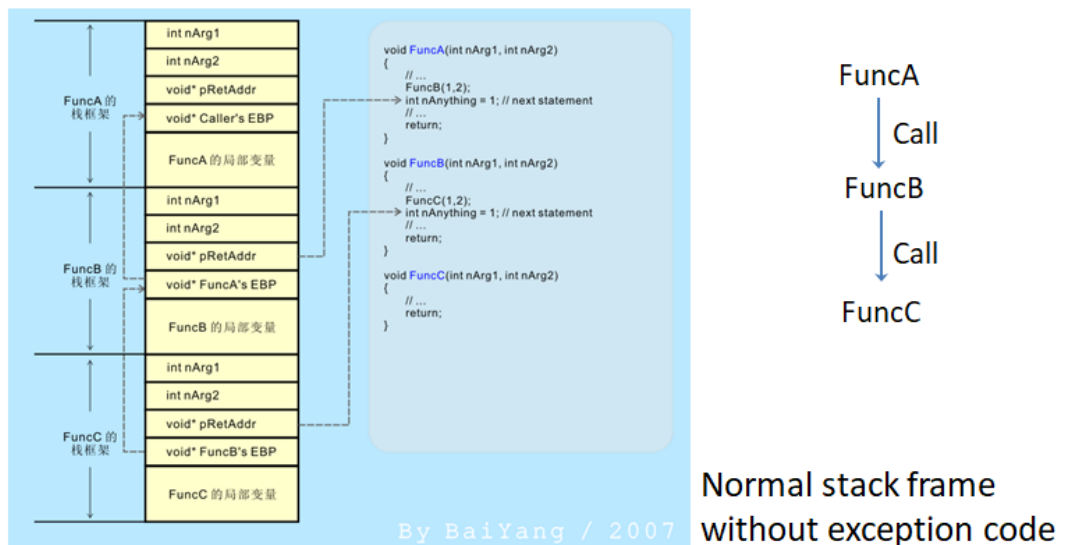 int nArg1
int nArg2
void* pRetAddr
FuncA 的
栈框架
void* Caller's EBP
FuncA 的局部变量
int nArg1
int nArg2
void* pRetAddr
FuncB 的
栈框架
void* FuncA's EBP
FuncB 的局部变量
int nArg1
int nArg2
void* pRetAddr
FuncC 的
栈框架
void* FuncB's EBP
FuncC 的局部变量
void FuncA(int nArg1, int nArg2)
{
// ...
FuncB(1,2);
int nAnything = 1; // next statement
// ...
return;
}
void FuncB(int nArg1, int nArg2)
{
// ...
FuncC(1,2);
int nAnything = 1; // next statement
// ...
return;
}
void FuncC(int nArg1, int nArg2)
{
// ...
return;
}
By BaiYang / 2007
FuncA
Call
FuncB
Call
FuncC
Normal stack frame
without exception code